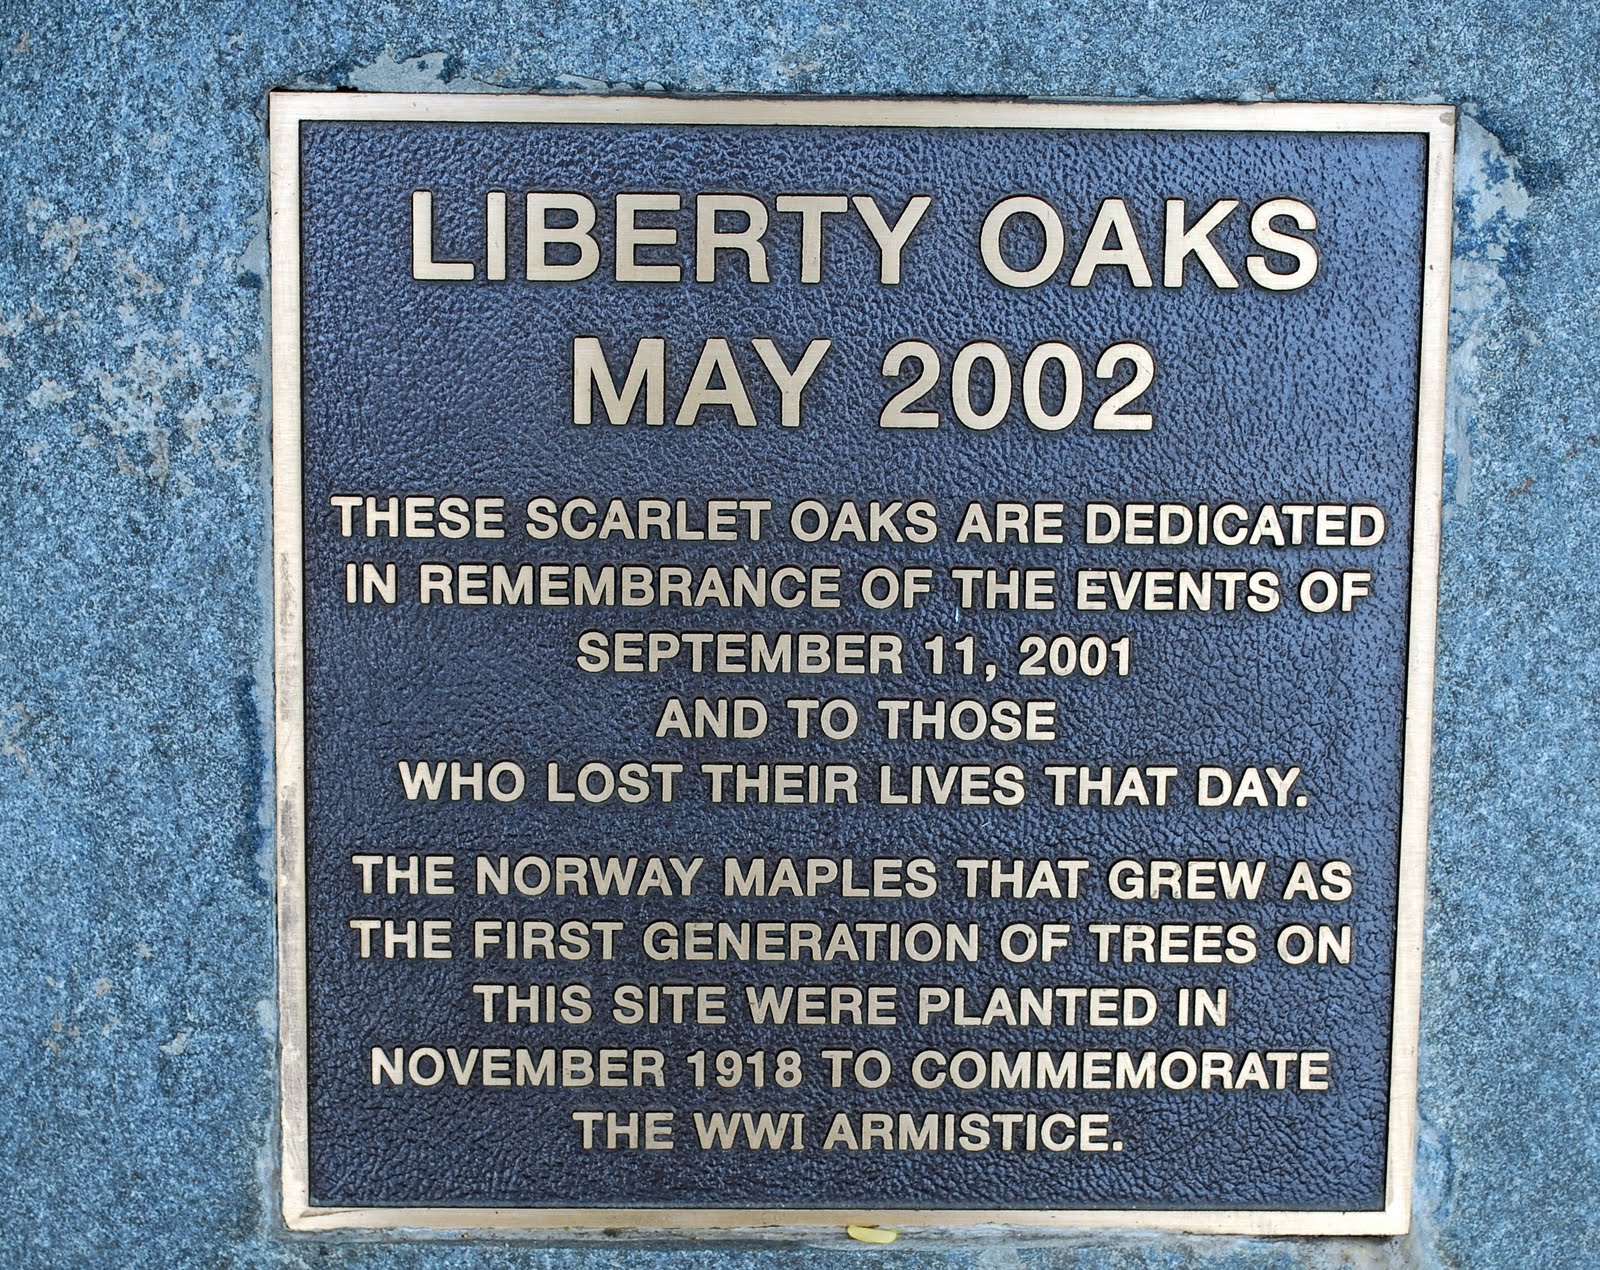 LIBERTY OAKS
MAY 2002
THESE SCARLET OAKS ARE DEDICATED
IN REMEMBRANCE OF THE EVENTS OF
SEPTEMBER 11, 2001
AND TO THOSE
WHO LOST THEIR LIVES THAT DAY.
THE NORWAY MAPLES THAT GREW AS
THE FIRST GENERATION OF TREES ON
THIS SITE WERE PLANTED IN
NOVEMBER 1918 TO COMMEMORATE
THE WWI ARMISTICE.